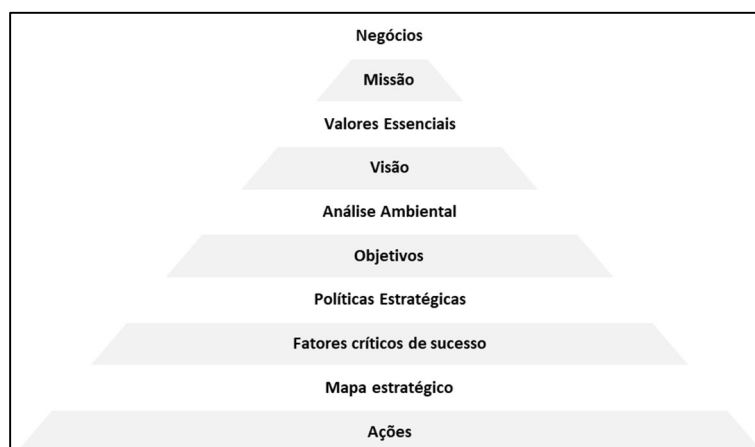 Negócios
Missão
Valores Essenciais
Visão
Análise Ambiental
Objetivos
Políticas Estratégicas
Fatores críticos de sucesso
Mapa estratégico
Ações